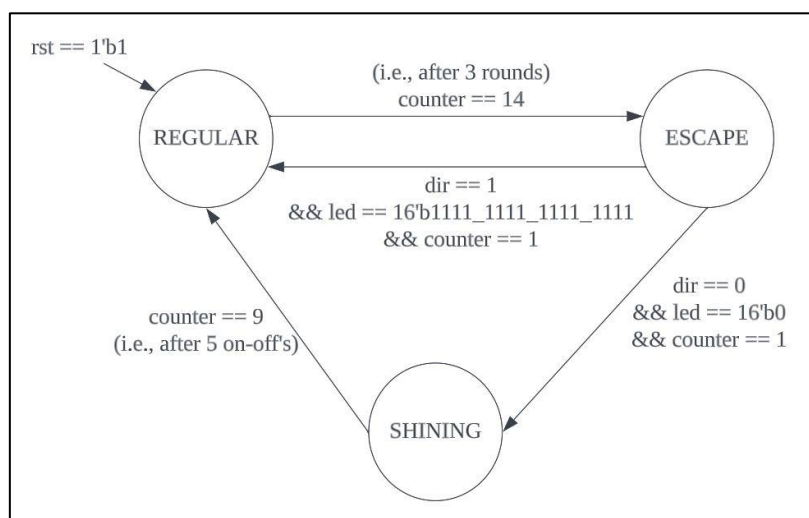 rst == 1'b1
(i.e., after 3 rounds)
counter == 14
REGULAR
ESCAPE
dir == 1
&& led == 16'b1111_1111_1111_1111
&& counter == 1
dir == 0
&& led == 16'b0
&& counter == 1
counter == 9
(i.e., after 5 on-off's)
SHINING